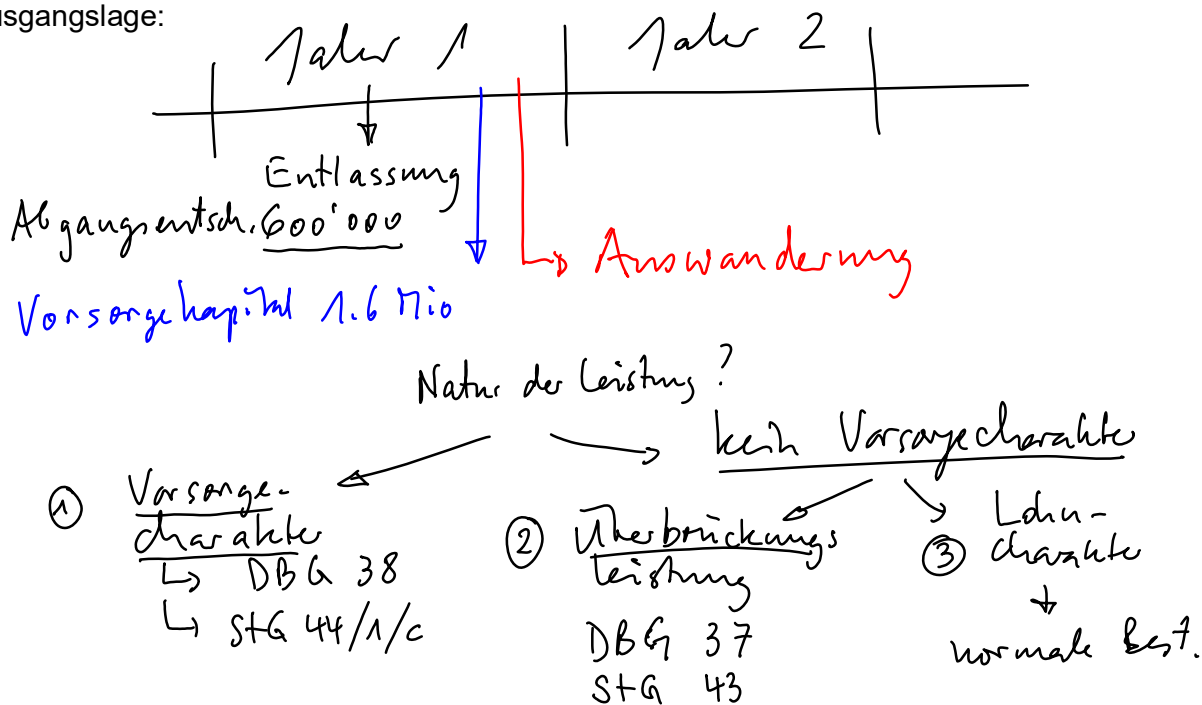 usgangslage:
Jahr 1 Jahr 2
Entlassung
Abgangsentsch. 600'000
Auswanderung
Vorsorgekapital 1.6 Mio
Natur der Leistung?
kein Vorsorgecharakter
① Vorsorge-
charakter
DBG 38
StG 44/1/c
② Überbrückungs
leistung
DBG 37
StG 43
③ Lohn-
charakter
normale Best.